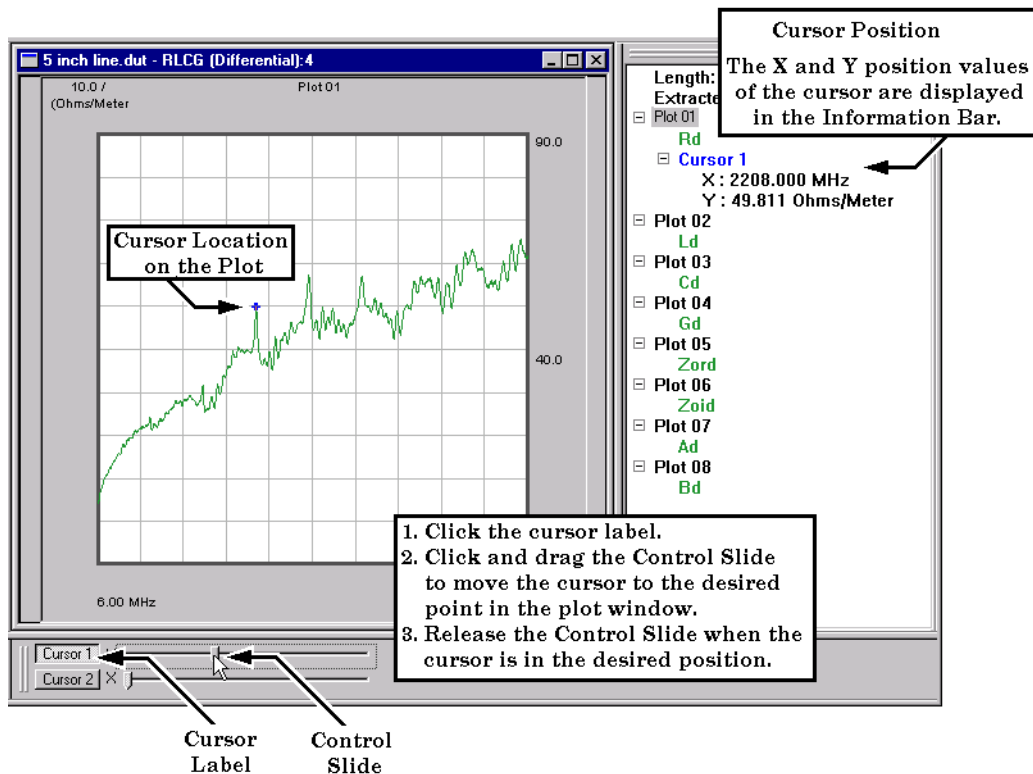 Cursor Position
The X and Y position values
of the cursor are displayed
in the Information Bar.
5 inch line.dut - RLCG (Differential):4
10.0 /
(Ohms/Meter
Plot 01
90.0
40.0
6.00 MHz
Cursor Location
on the Plot
Length:
Extracte
Plot 01
Rd
Cursor 1
X : 2208.000 MHz
Y : 49.811 Ohms/Meter
Plot 02
Ld
Plot 03
Cd
Plot 04
Gd
Plot 05
Zord
Plot 06
Zoid
Plot 07
Ad
Plot 08
Bd
1. Click the cursor label.
2. Click and drag the Control Slide
to move the cursor to the desired
point in the plot window.
3. Release the Control Slide when the
cursor is in the desired position.
Cursor 1
Cursor 2 X
Cursor
Label
Control
Slide